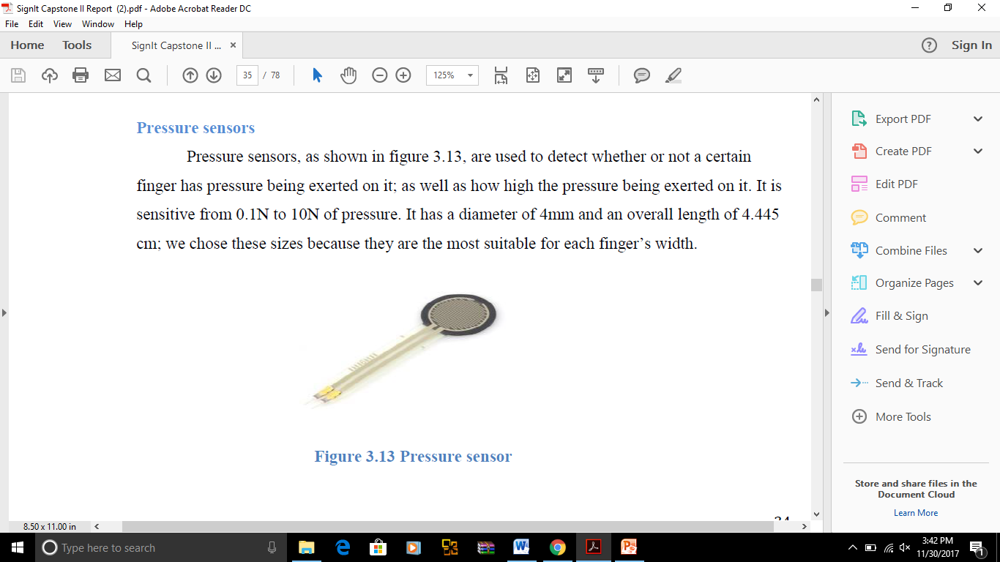 SignIt Capstone II Report (2).pdf - Adobe Acrobat Reader DC
File Edit View Window Help
Home Tools SignIt Capstone II ... × ? Sign In
35 / 78 125%
Pressure sensors
Pressure sensors, as shown in figure 3.13, are used to detect whether or not a certain
finger has pressure being exerted on it; as well as how high the pressure being exerted on it. It is
sensitive from 0.1N to 10N of pressure. It has a diameter of 4mm and an overall length of 4.445
cm; we chose these sizes because they are the most suitable for each finger’s width.
Figure 3.13 Pressure sensor
8.50 x 11.00 in
Export PDF
Create PDF
Edit PDF
Comment
Combine Files
Organize Pages
Fill & Sign
Send for Signature
Send & Track
More Tools
Store and share files in the
Document Cloud
Learn More
Type here to search
3:42 PM
11/30/2017
1